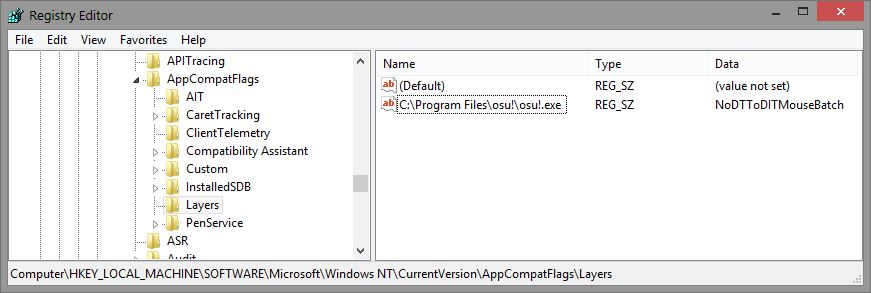 Registry Editor
File Edit View Favorites Help
APITracing
AppCompatFlags
AIT
CaretTracking
ClientTelemetry
Compatibility Assistant
Custom
InstalledSDB
Layers
PenService
ASR
Audit
Name Type Data
ab (Default) REG_SZ (value not set)
ab C:\Program Files\osu!\osu!.exe REG_SZ NoDTToDITMouseBatch
Computer\HKEY_LOCAL_MACHINE\SOFTWARE\Microsoft\Windows NT\CurrentVersion\AppCompatFlags\Layers